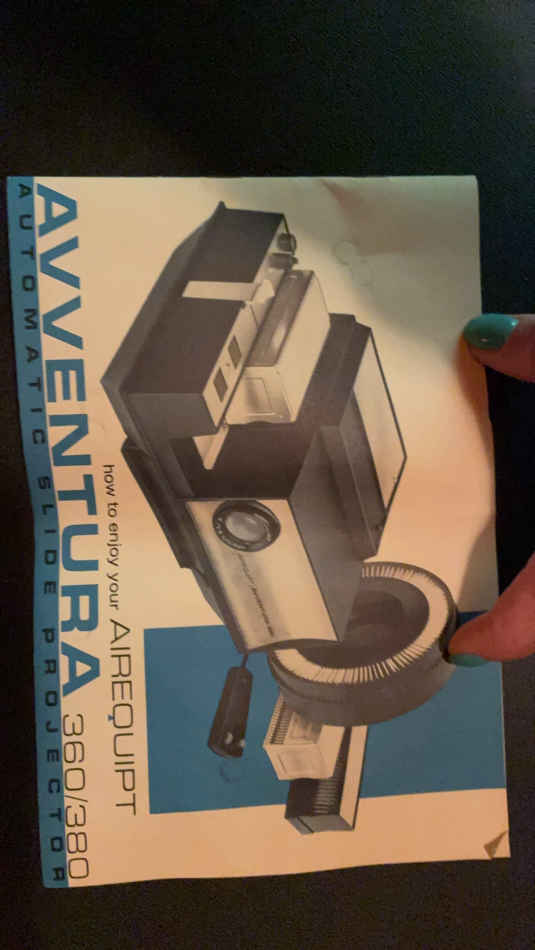 how to enjoy your AIREQUIPT
AVVENTURA 360/380
AUTOMATIC SLIDE PROJECTOR